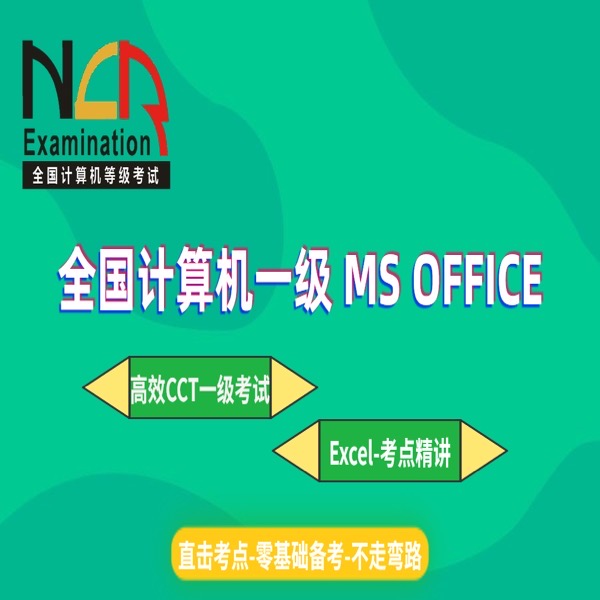 NCR
Examination
全国计算机等级考试
全国计算机一级 MS OFFICE
高效CCT一级考试
Excel-考点精讲
直击考点-零基础备考-不走弯路